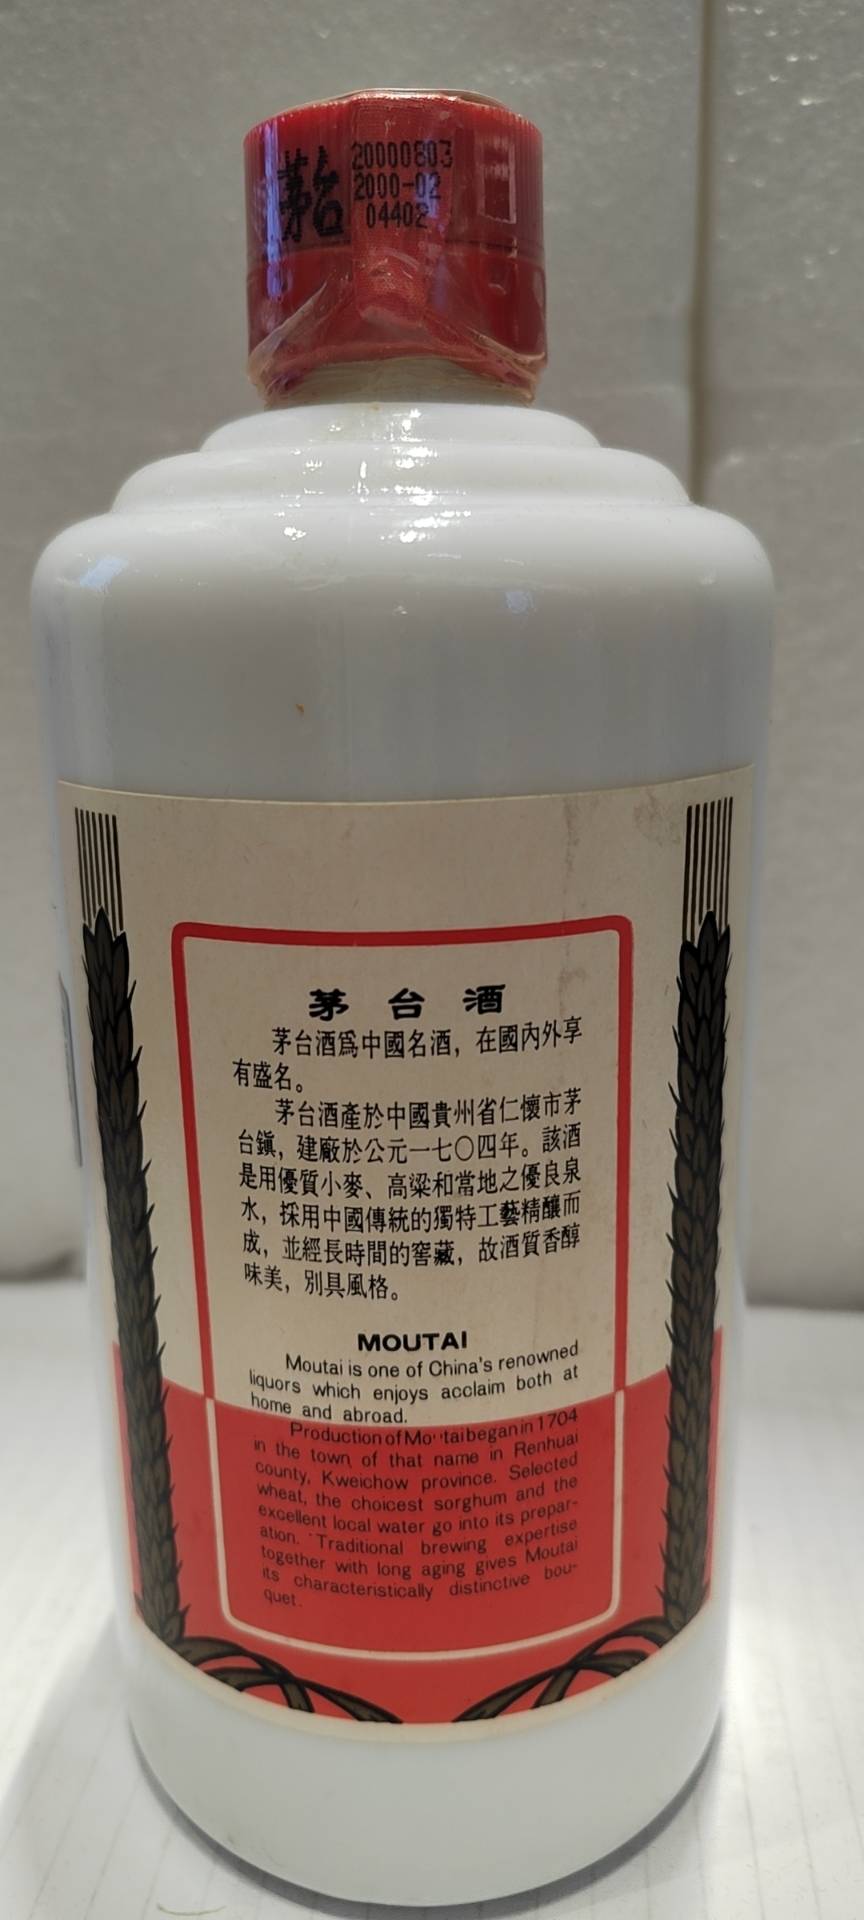 茅台
20000803
2000-02
04402
茅台酒
茅台酒爲中國名酒，在國內外享
有盛名。
茅台酒產於中國貴州省仁懷市茅
台鎮，建廠於公元一七〇四年。該酒
是用優質小麥、高粱和當地之優良泉
水，採用中國傳統的獨特工藝精釀而
成，並經長時間的窖藏，故酒質香醇
味美，別具風格。
MOUTAI
Moutai is one of China's renowned
liquors which enjoys acclaim both at
home and abroad.
Production of Moutai began in 1704
in the town of that name in Renhuai
county, Kweichow province. Selected
wheat, the choicest sorghum and the
excellent local water go into its prepar-
ation. Traditional brewing expertise
together with long aging gives Moutai
its characteristically distinctive bou-
quet.